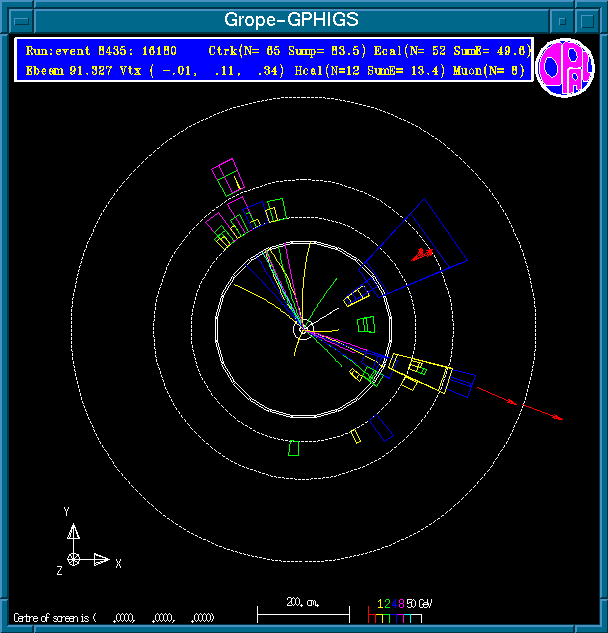 Grope-GPHIGS
Run:event 8435: 16180 Ctrk(N= 65 Sump= 83.5) Ecal(N= 52 SumE= 49.6)
Ebeam 91.327 Vtx ( -.01, .11, .34) Hcal(N=12 SumE= 13.4) Muon(N= 8)
OPAL
Y
X
Z
200. cm.
1 2 4 8 50 GeV
Centre of screen is ( .0000, .0000, .0000)